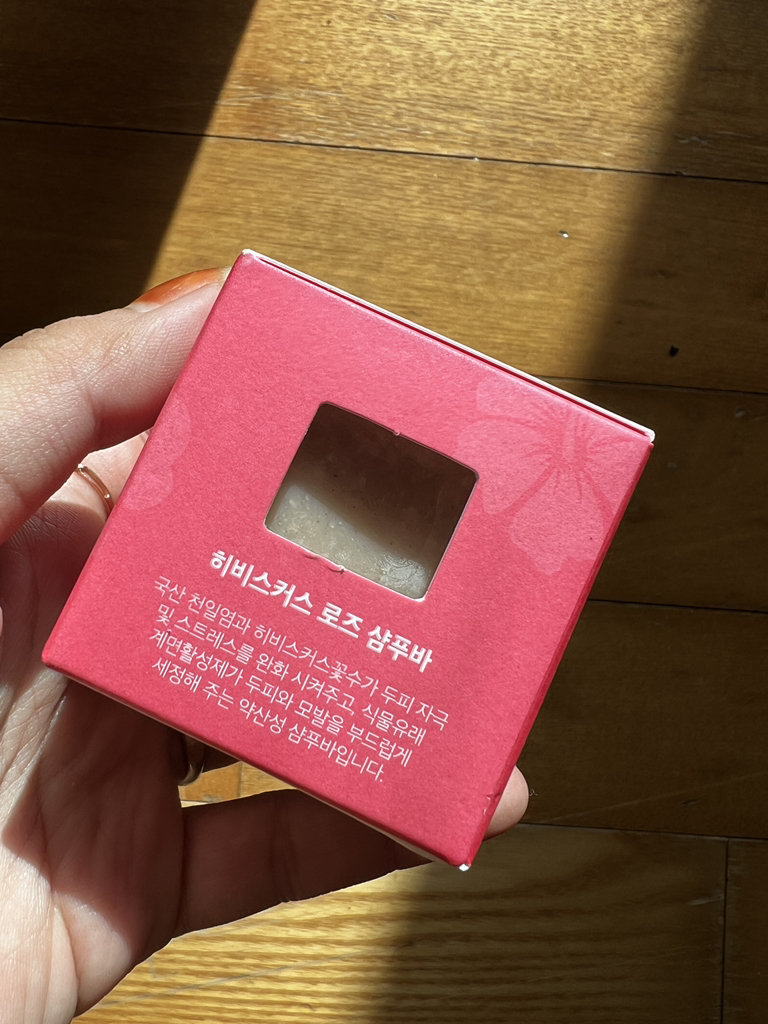 히비스커스 로즈 샴푸바
국산 천일염과 히비스커스꽃수가 두피 자극
및 스트레스를 완화 시켜주고, 식물유래
계면활성제가 두피와 모발을 부드럽게
세정해 주는 약산성 샴푸바입니다.